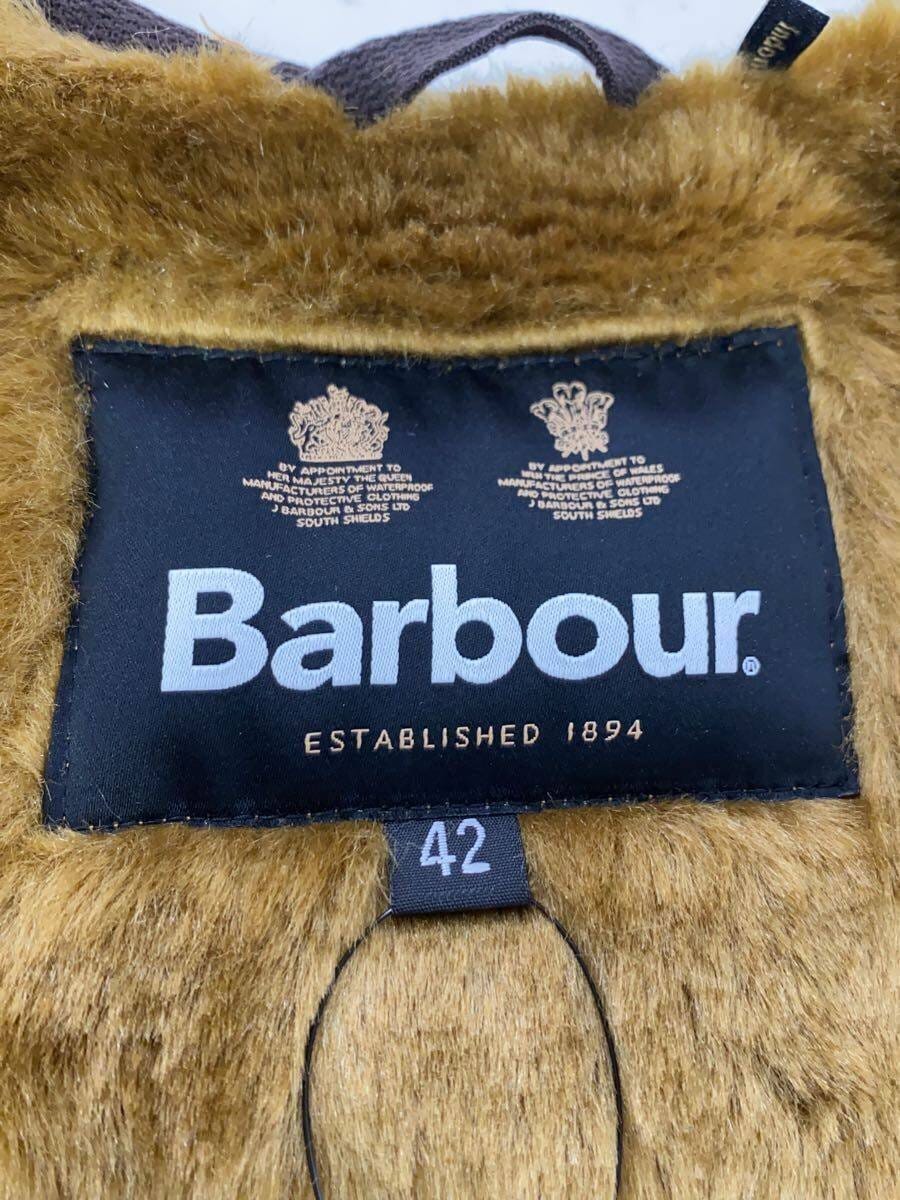 BY APPOINTMENT TO
HER MAJESTY THE QUEEN
MANUFACTURERS OF WATERPROOF
AND PROTECTIVE CLOTHING
J BARBOUR & SONS LTD
SOUTH SHIELDS
BY APPOINTMENT TO
HRH THE PRINCE OF WALES
MANUFACTURERS OF WATERPROOF
AND PROTECTIVE CLOTHING
J BARBOUR & SONS LTD
SOUTH SHIELDS
Barbour®
ESTABLISHED 1894
42